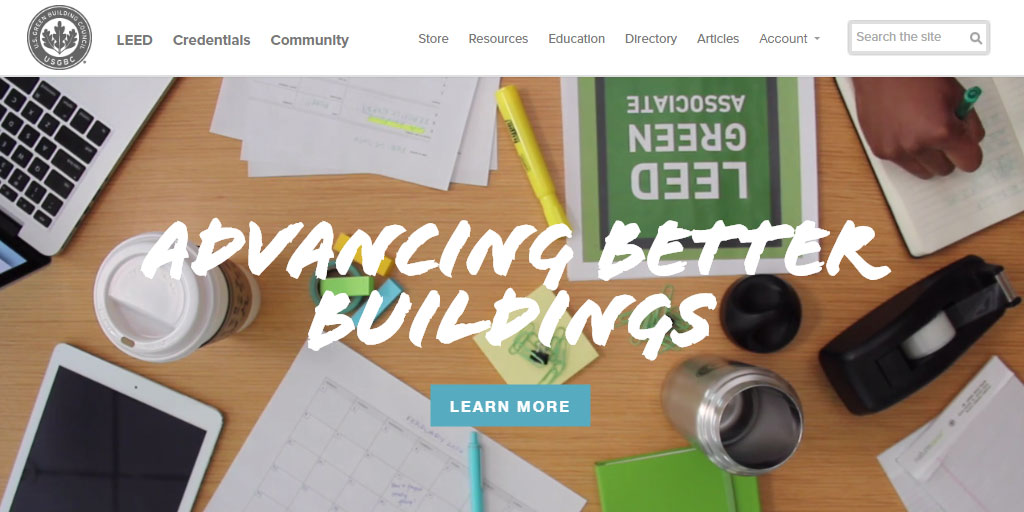 U.S. GREEN BUILDING COUNCIL
USGBC
LEED
Credentials
Community
Store
Resources
Education
Directory
Articles
Account
Search the site
LEED
GREEN
ASSOCIATE
ADVANCING BETTER
BUILDINGS
LEARN MORE
FEBRUARY